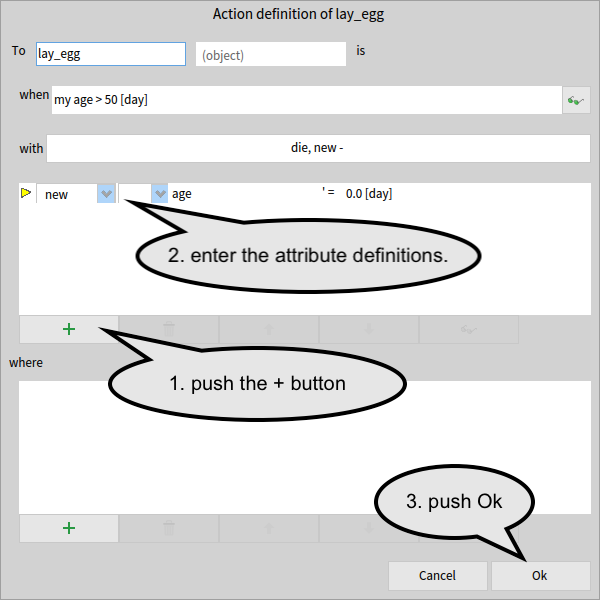 Action definition of lay_egg
To lay_egg (object) is
when my age > 50 [day]
with die, new -
new age ' = 0.0 [day]
2. enter the attribute definitions.
+
where
1. push the + button
3. push Ok
+
Cancel Ok